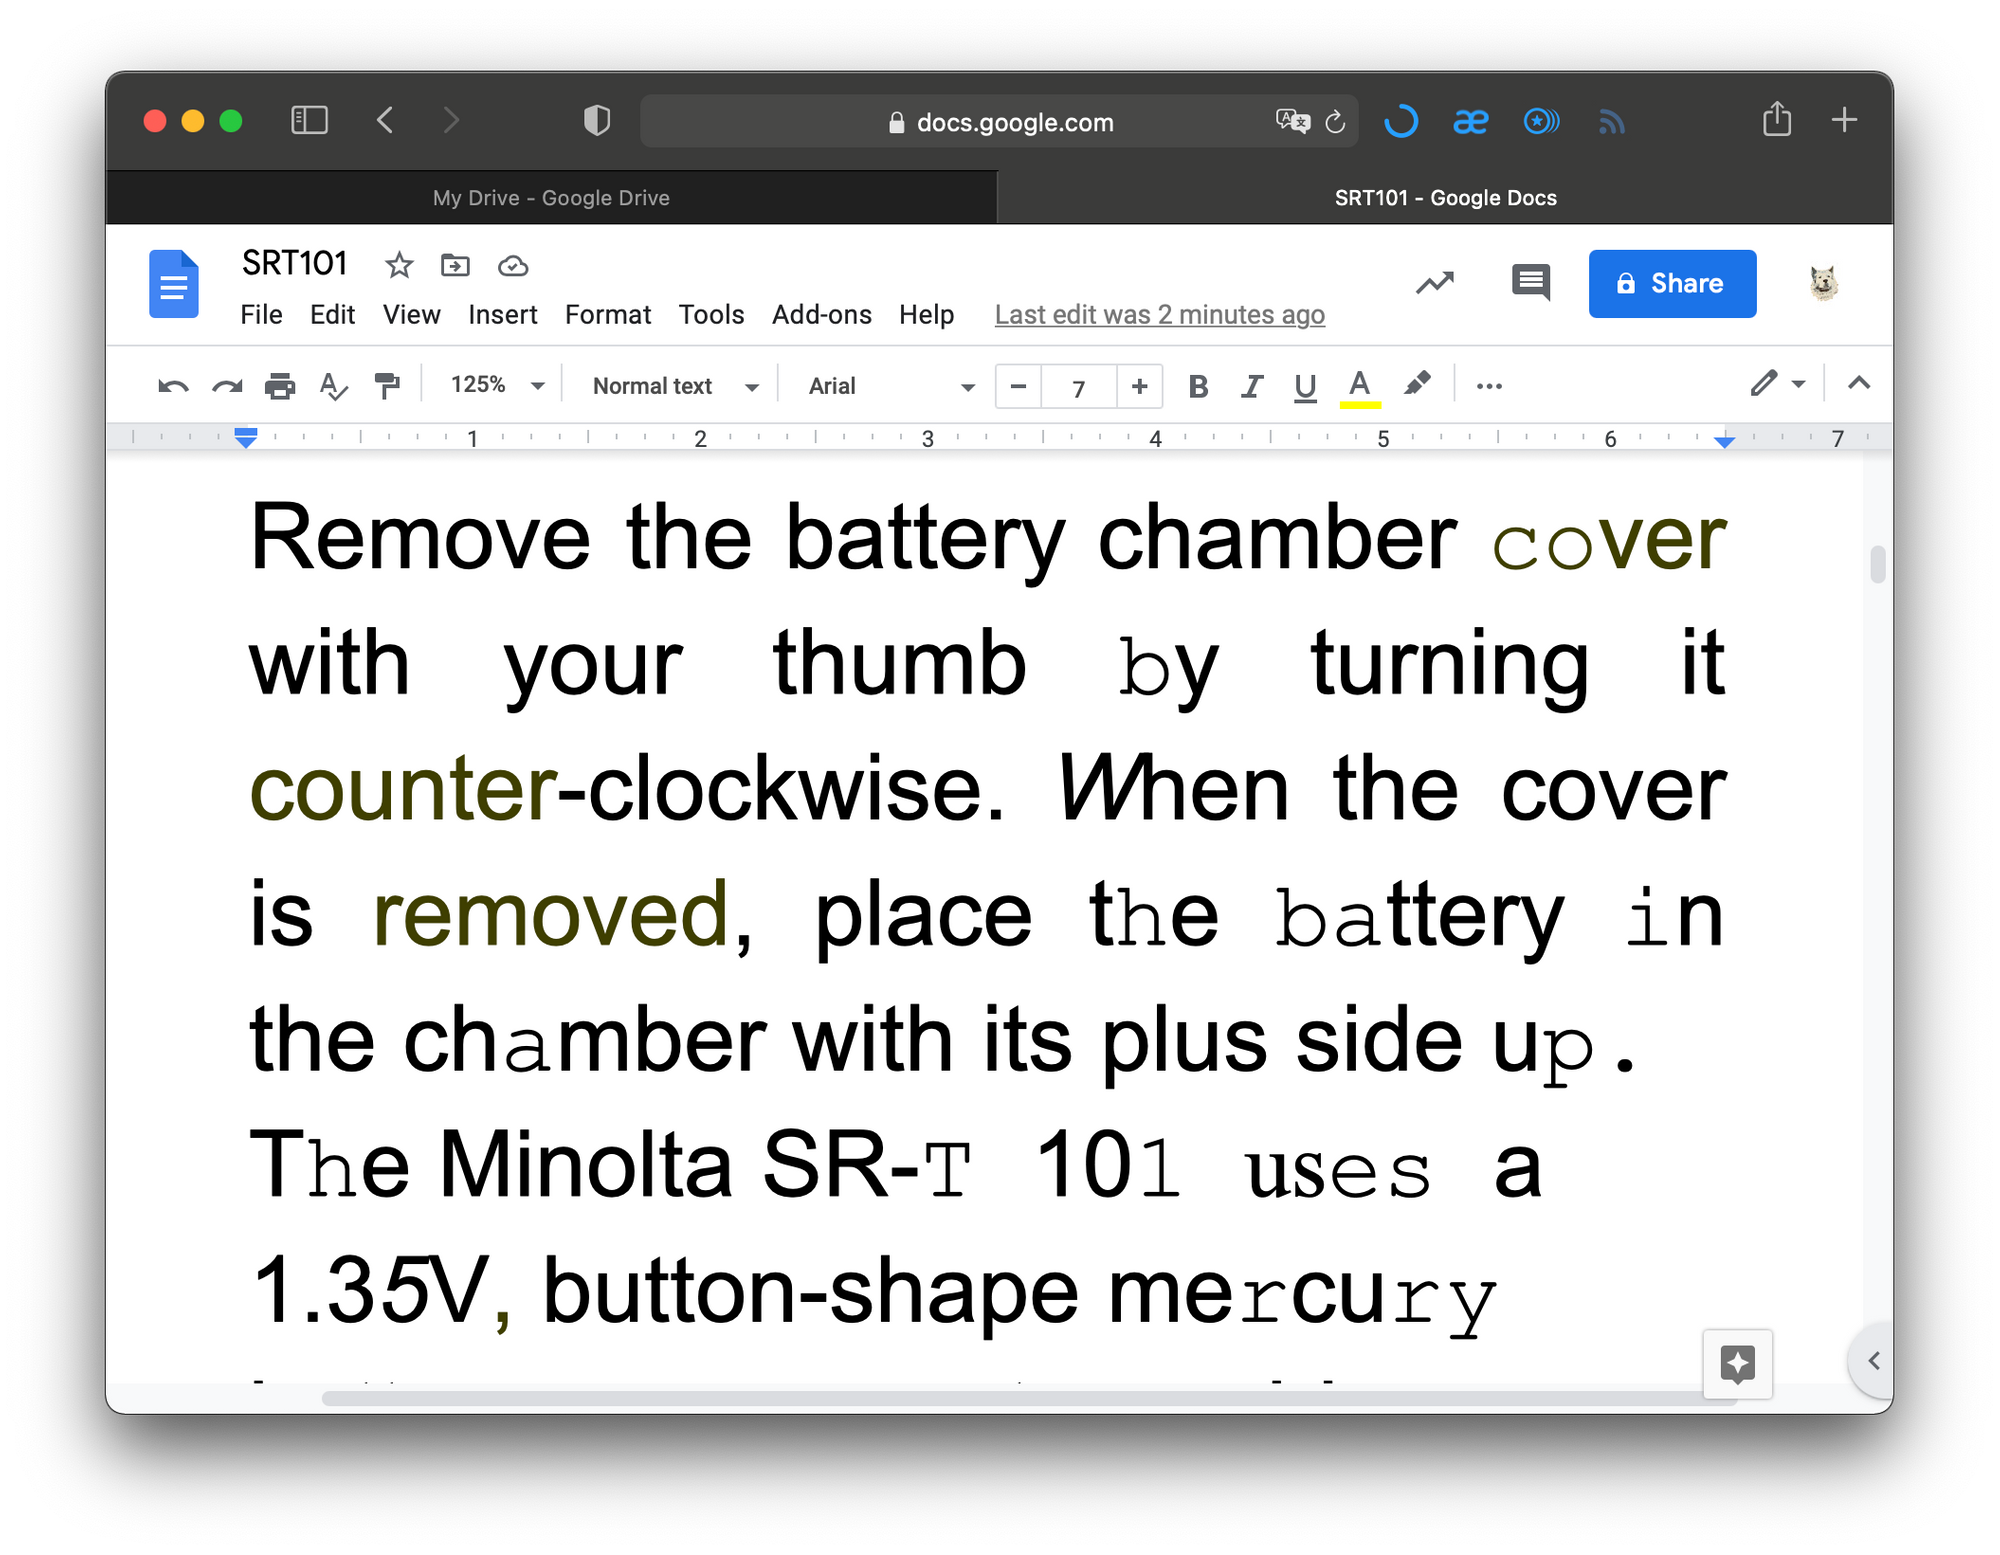 docs.google.com
My Drive - Google Drive
SRT101 - Google Docs
SRT101
File Edit View Insert Format Tools Add-ons Help Last edit was 2 minutes ago
Share
125% Normal text Arial − 7 + B I U A
1 2 3 4 5 6 7
Remove the battery chamber cover
with your thumb by turning it
counter-clockwise. When the cover
is removed, place the battery in
the chamber with its plus side up.
The Minolta SR-T 101 uses a
1.35V, button-shape mercury